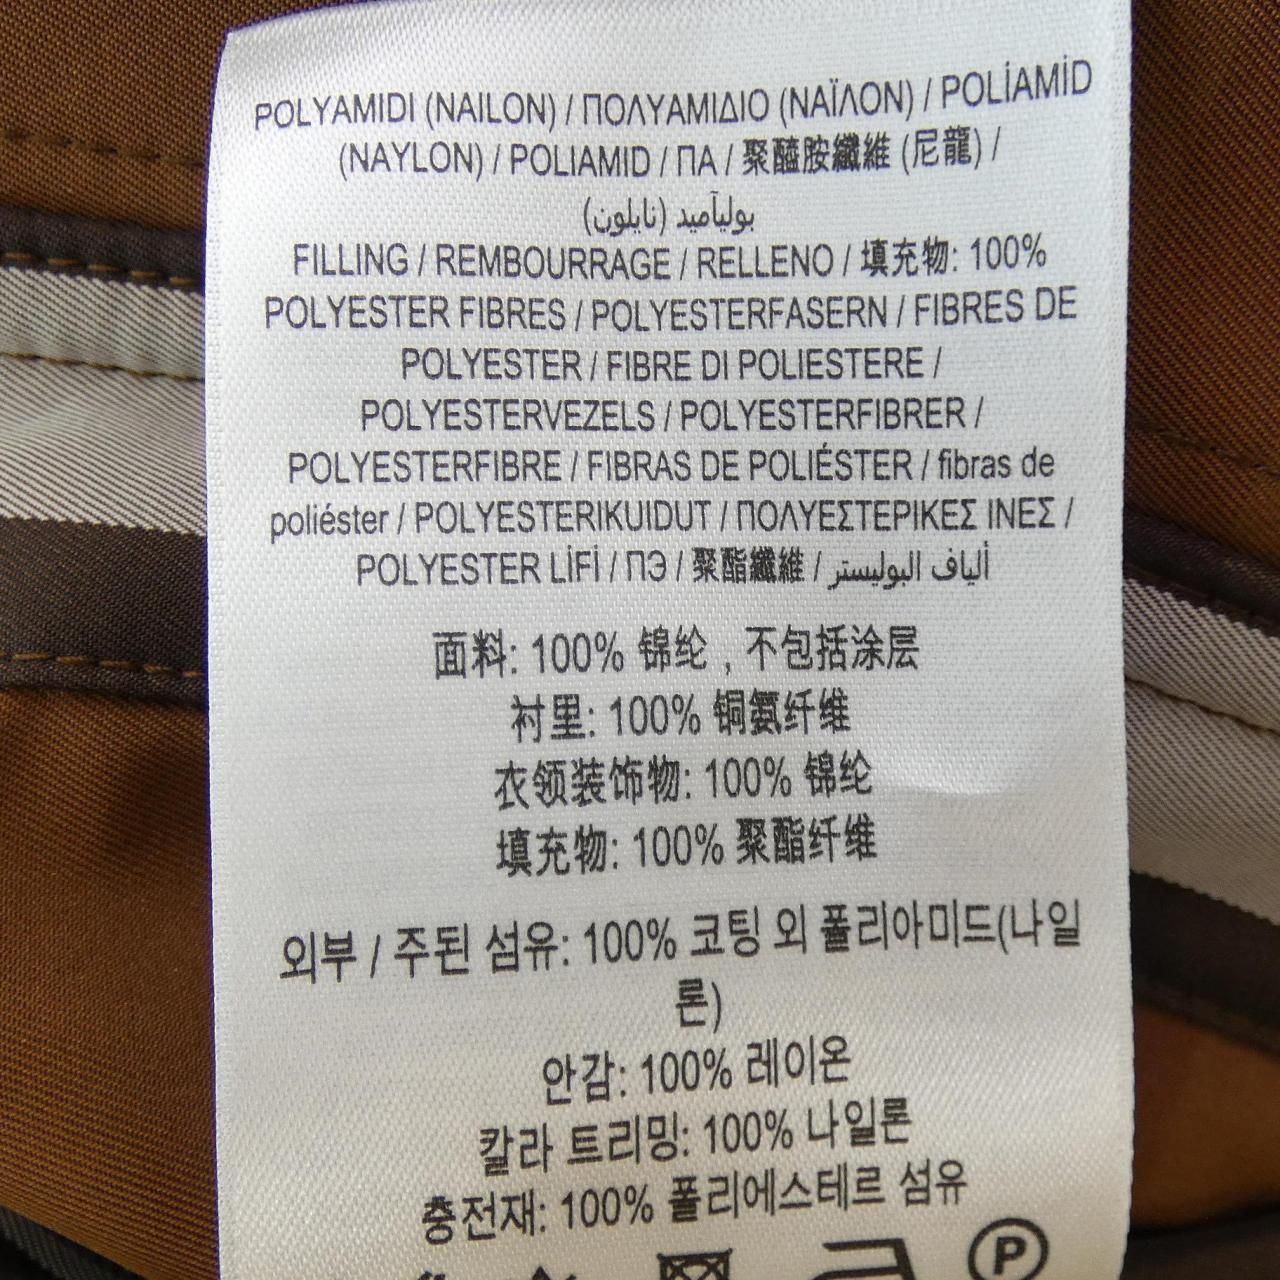 POLYAMIDI (NAILON) / ΠΟΛΥΑΜΙΔΙΟ (ΝΑΪΛΟΝ) / POLİAMİD
(NAYLON) / POLIAMID / ПА / 聚醯胺纖維 (尼龍) /
بوليآميد (نايلون)
FILLING / REMBOURRAGE / RELLENO / 填充物: 100%
POLYESTER FIBRES / POLYESTERFASERN / FIBRES DE
POLYESTER / FIBRE DI POLIESTERE /
POLYESTERVEZELS / POLYESTERFIBRER /
POLYESTERFIBRE / FIBRAS DE POLIÉSTER / fibras de
poliéster / POLYESTERIKUIDUT / ΠΟΛΥΕΣΤΕΡΙΚΕΣ ΙΝΕΣ /
POLYESTER LİFİ / ПЭ / 聚酯纖維 / ألياف البوليستر
面料: 100% 锦纶 , 不包括涂层
衬里: 100% 铜氨纤维
衣领装饰物: 100% 锦纶
填充物: 100% 聚酯纤维
외부 / 주된 섬유: 100% 코팅 외 폴리아미드(나일
론)
안감: 100% 레이온
칼라 트리밍: 100% 나일론
충전재: 100% 폴리에스테르 섬유
P